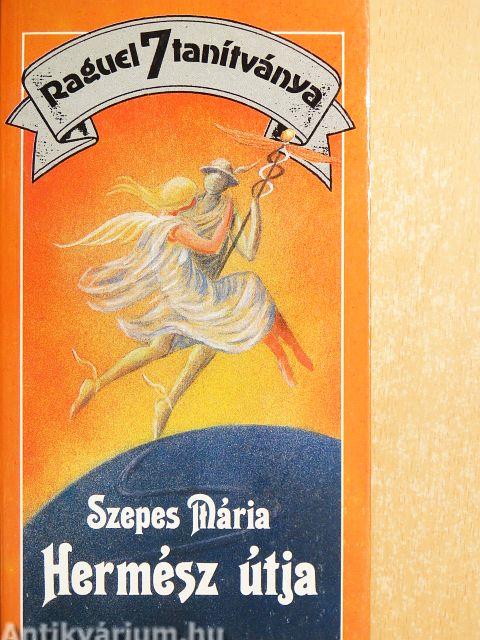 Raguel 7 tanítványa
Szepes Mária
Hermész útja
Antikvárium.hu